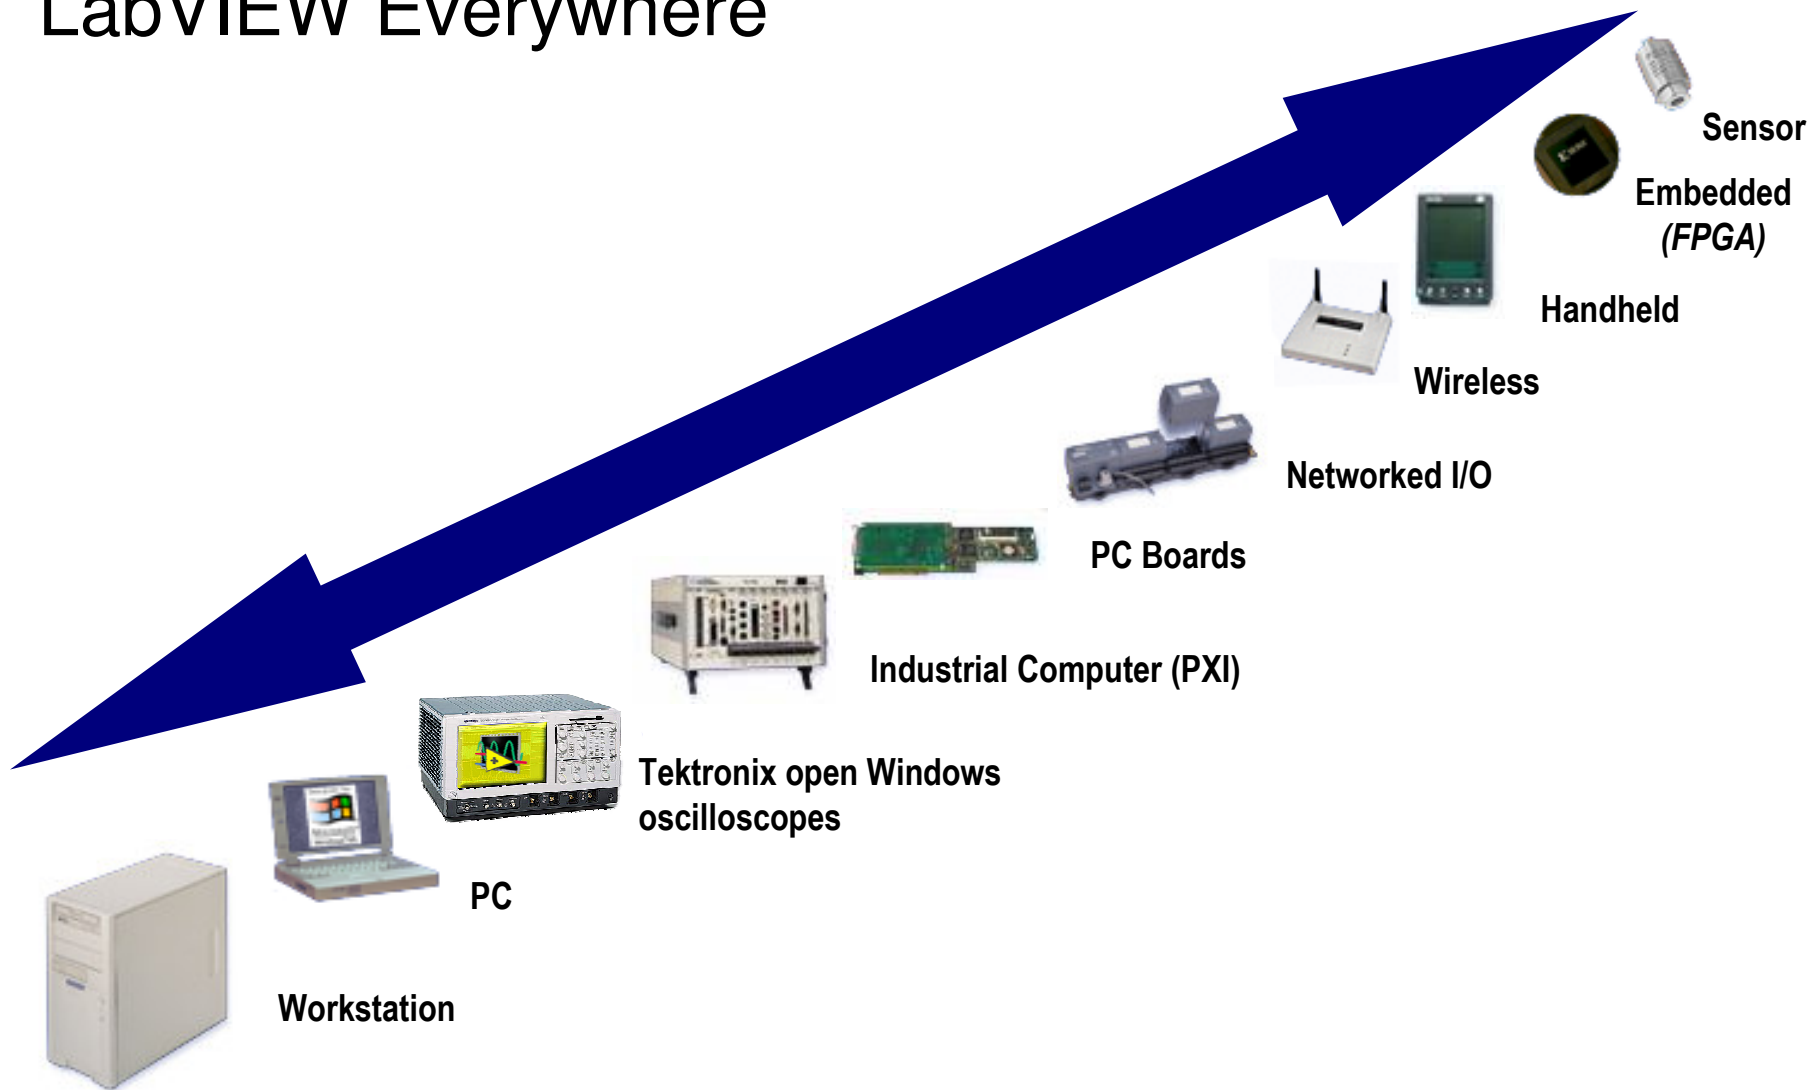 LabVIEW Everywhere
Sensor
Embedded
(FPGA)
Handheld
Wireless
Networked I/O
PC Boards
Industrial Computer (PXI)
Tektronix open Windows
oscilloscopes
PC
Workstation